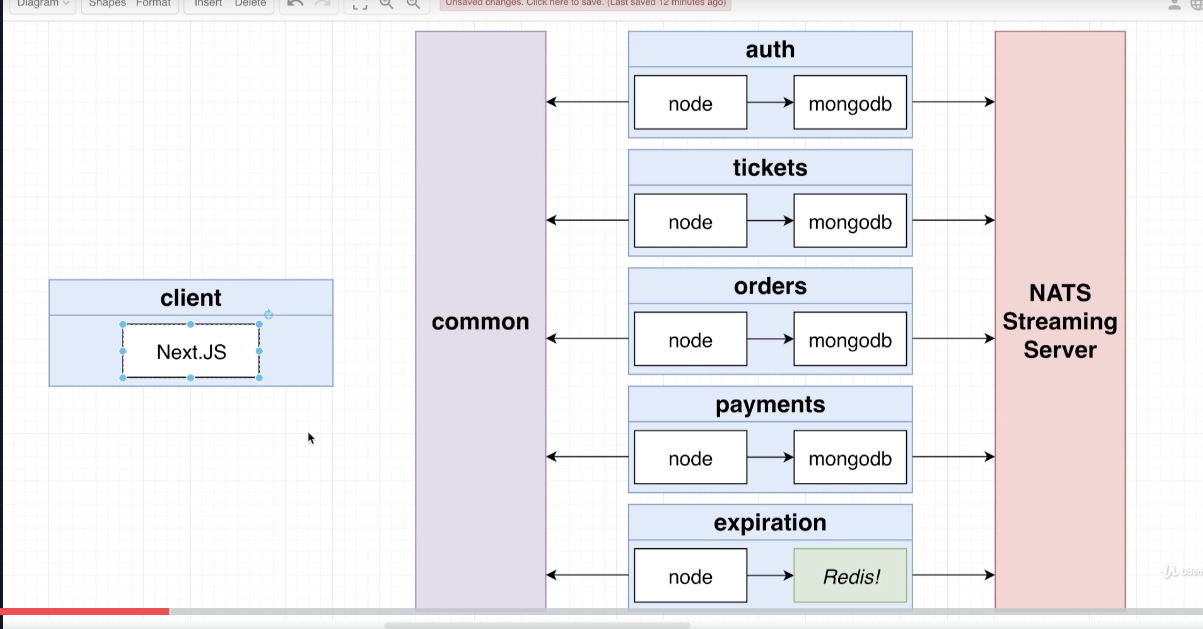 Diagram
Shapes
Format
Insert
Delete
Unsaved changes. Click here to save. (Last saved 12 minutes ago)
client
Next.JS
common
auth
node
mongodb
tickets
node
mongodb
orders
node
mongodb
payments
node
mongodb
expiration
node
Redis!
NATS
Streaming
Server